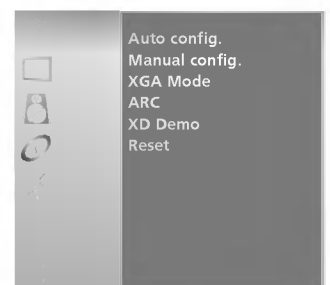 Auto config.
Manual config.
XGA Mode
ARC
XD Demo
Reset